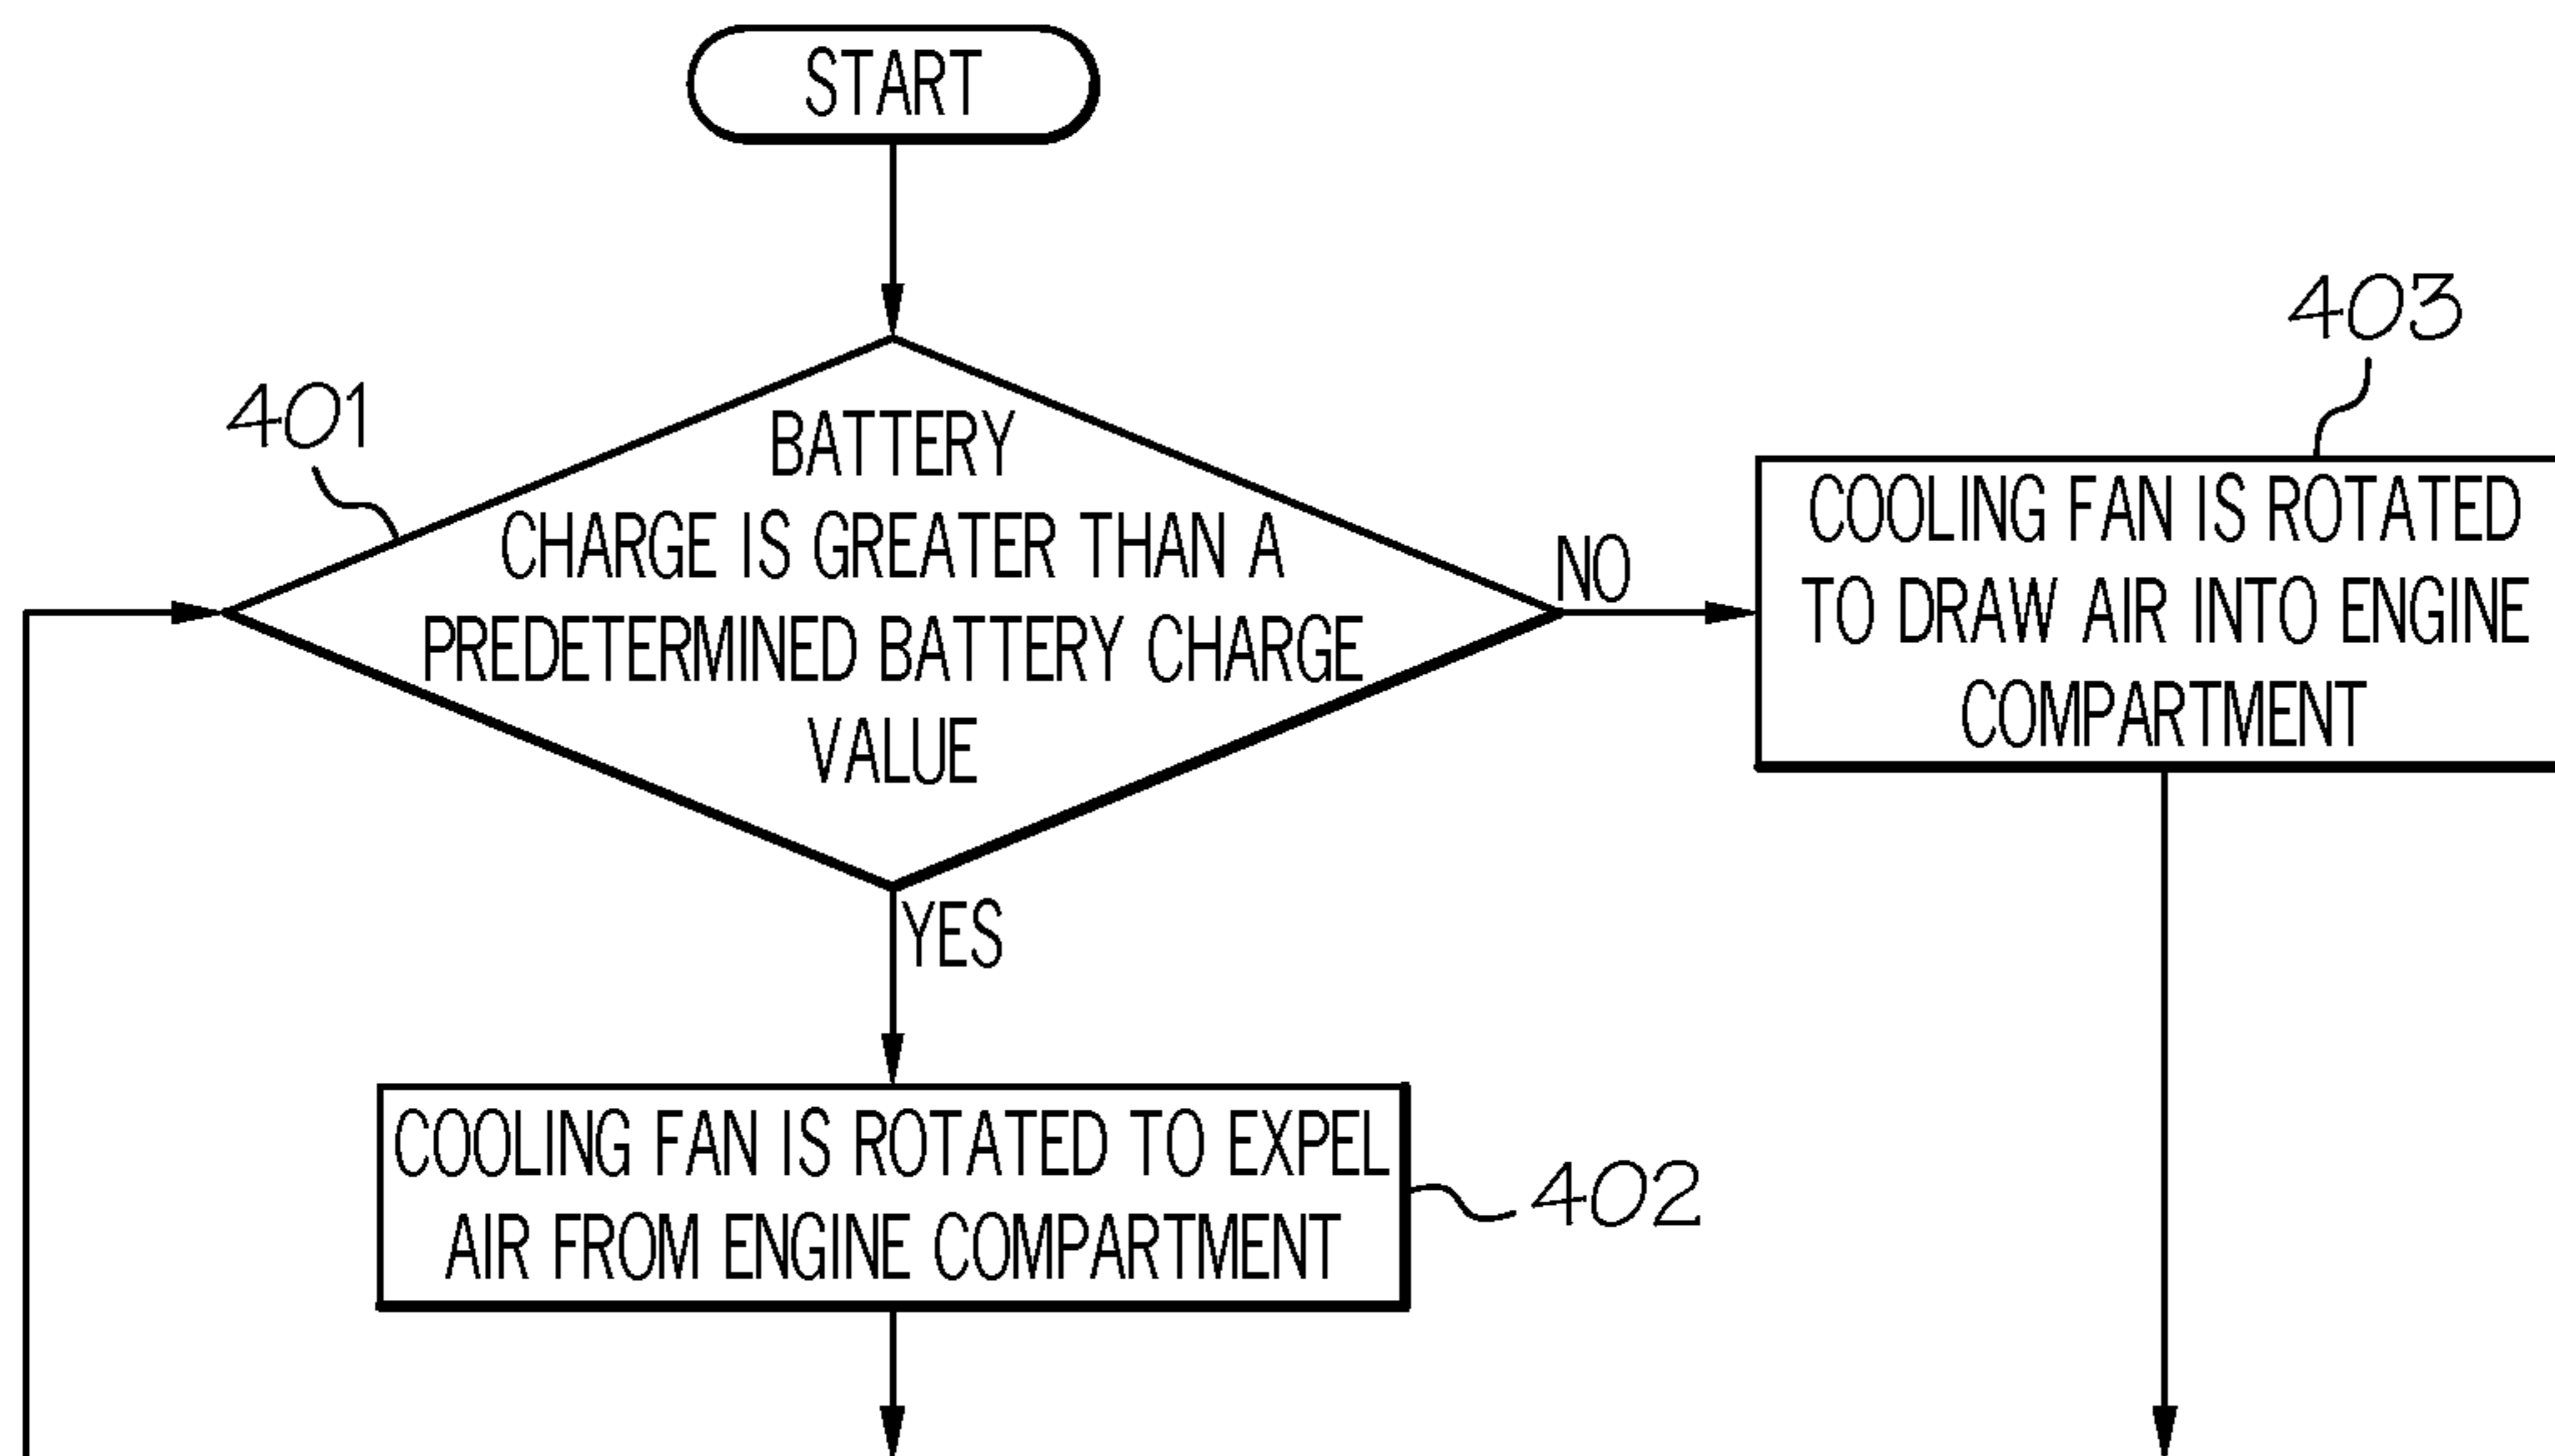 START
401
BATTERY
CHARGE IS GREATER THAN A
PREDETERMINED BATTERY CHARGE
VALUE
NO
403
COOLING FAN IS ROTATED
TO DRAW AIR INTO ENGINE
COMPARTMENT
YES
COOLING FAN IS ROTATED TO EXPEL
AIR FROM ENGINE COMPARTMENT
402